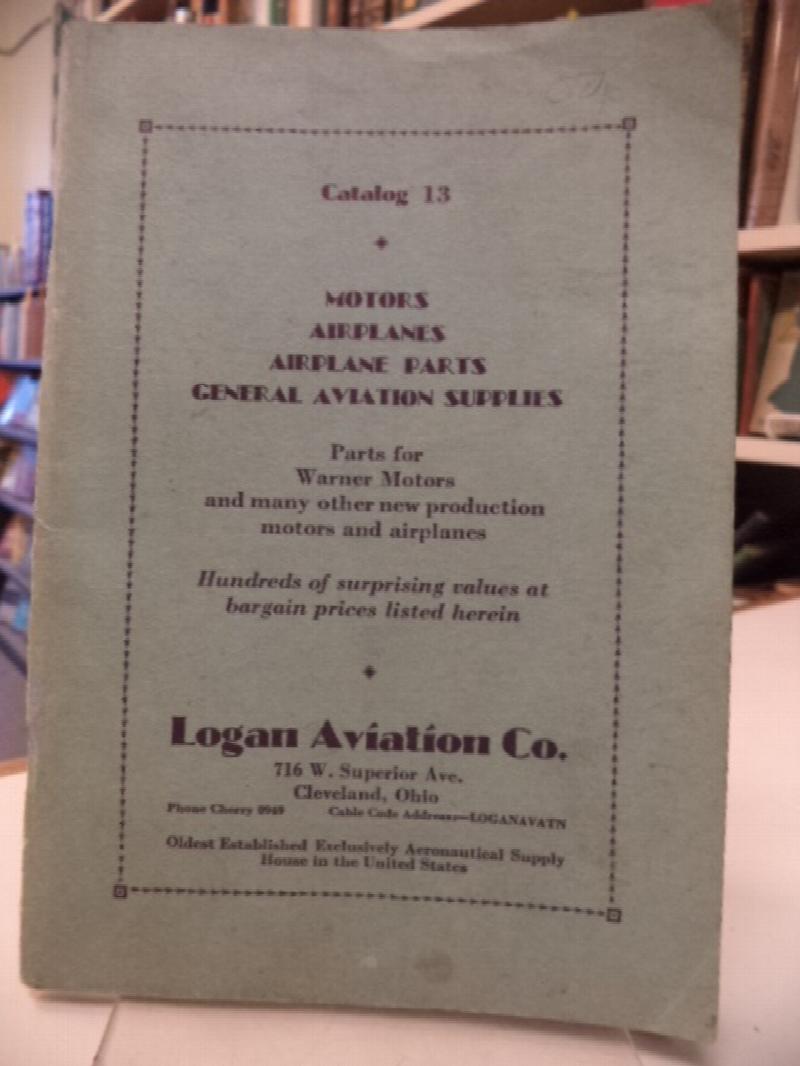 Catalog 13
MOTORS
AIRPLANES
AIRPLANE PARTS
GENERAL AVIATION SUPPLIES
Parts for
Warner Motors
and many other new production
motors and airplanes
Hundreds of surprising values at
bargain prices listed herein
Logan Aviation Co.
716 W. Superior Ave.
Cleveland, Ohio
Phone Cherry 0949 Cable Code Address:—LOGANAVATN
Oldest Established Exclusively Aeronautical Supply
House in the United States